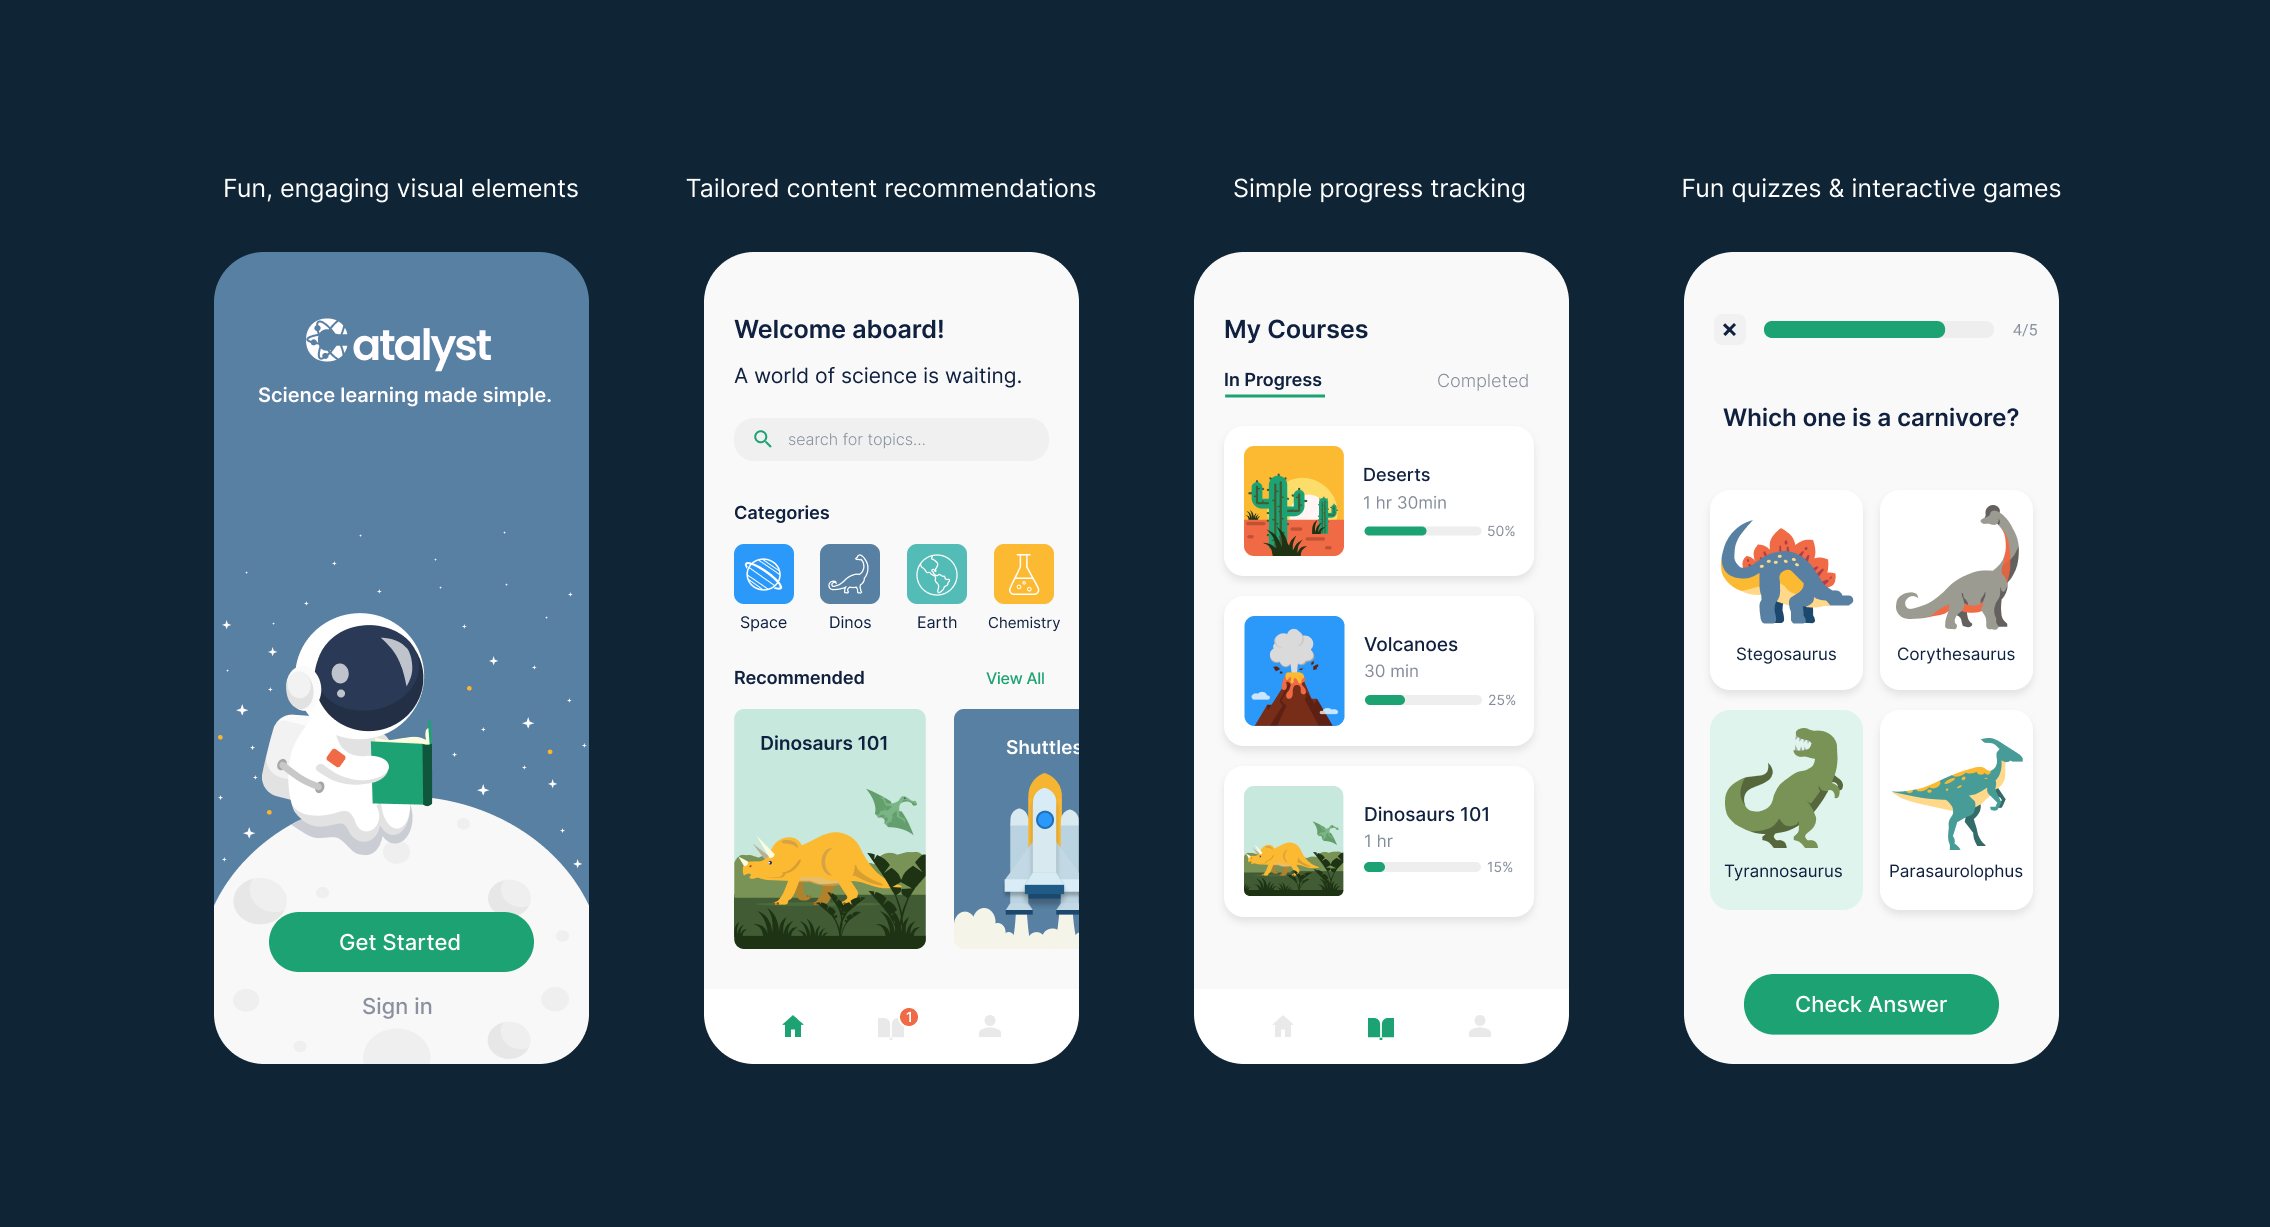 Fun, engaging visual elements
Catalyst
Science learning made simple.
Get Started
Sign in
Tailored content recommendations
Welcome aboard!
A world of science is waiting.
search for topics...
Categories
Space
Dinos
Earth
Chemistry
Recommended
View All
Dinosaurs 101
Shuttles
1
Simple progress tracking
My Courses
In Progress
Completed
Deserts
1 hr 30min
50%
Volcanoes
30 min
25%
Dinosaurs 101
1 hr
15%
Fun quizzes & interactive games
4/5
Which one is a carnivore?
Stegosaurus
Corythesaurus
Tyrannosaurus
Parasaurolophus
Check Answer